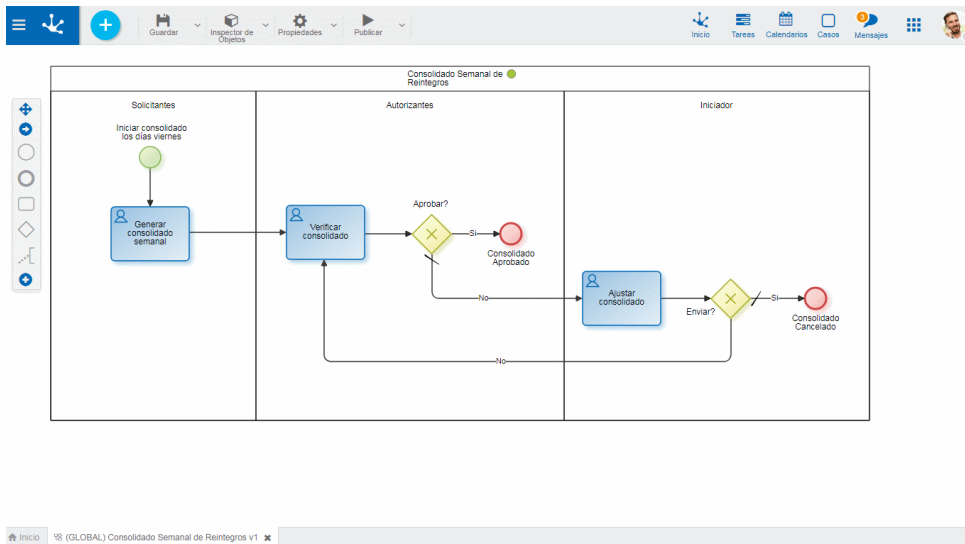 Guardar
Inspector de
Objetos
Propiedades
Publicar
Inicio
Tareas
Calendarios
Casos
3
Mensajes
Consolidado Semanal de
Reintegros
Solicitantes
Autorizantes
Iniciador
Iniciar consolidado
los días viernes
Generar
consolidado
semanal
Verificar
consolidado
Aprobar?
Si
Consolidado
Aprobado
No
Ajustar
consolidado
Enviar?
Si
Consolidado
Cancelado
No
Inicio
(GLOBAL) Consolidado Semanal de Reintegros v1